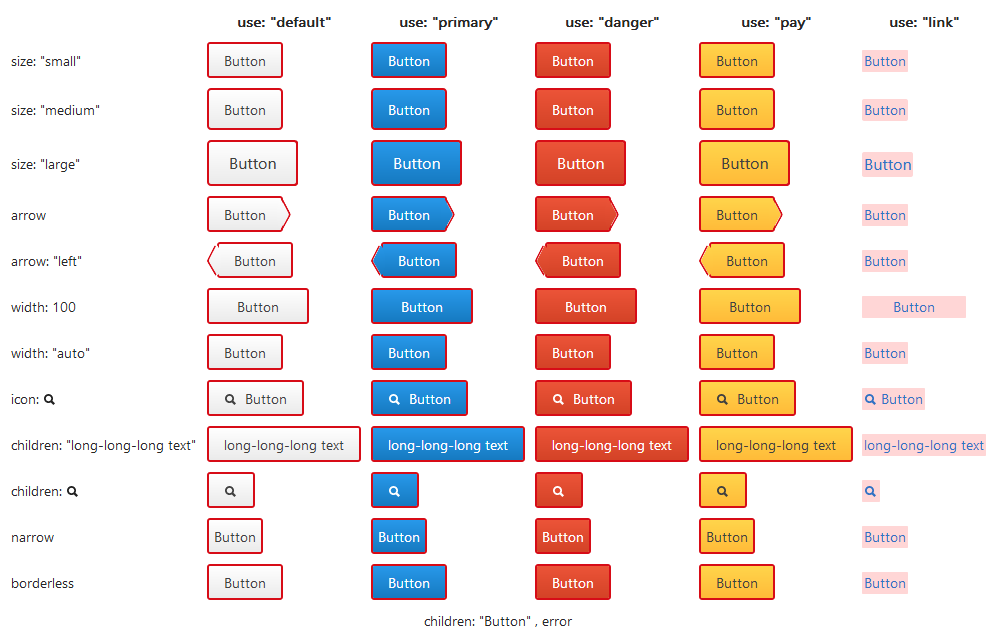 use: "default" use: "primary" use: "danger" use: "pay" use: "link"
size: "small" Button Button Button Button Button
size: "medium" Button Button Button Button Button
size: "large" Button Button Button Button Button
arrow Button Button Button Button Button
arrow: "left" Button Button Button Button Button
width: 100 Button Button Button Button Button
width: "auto" Button Button Button Button Button
icon: Button Button Button Button Button
children: "long-long-long text" long-long-long text long-long-long text long-long-long text long-long-long text long-long-long text
children:
narrow Button Button Button Button Button
borderless Button Button Button Button Button
children: "Button" , error